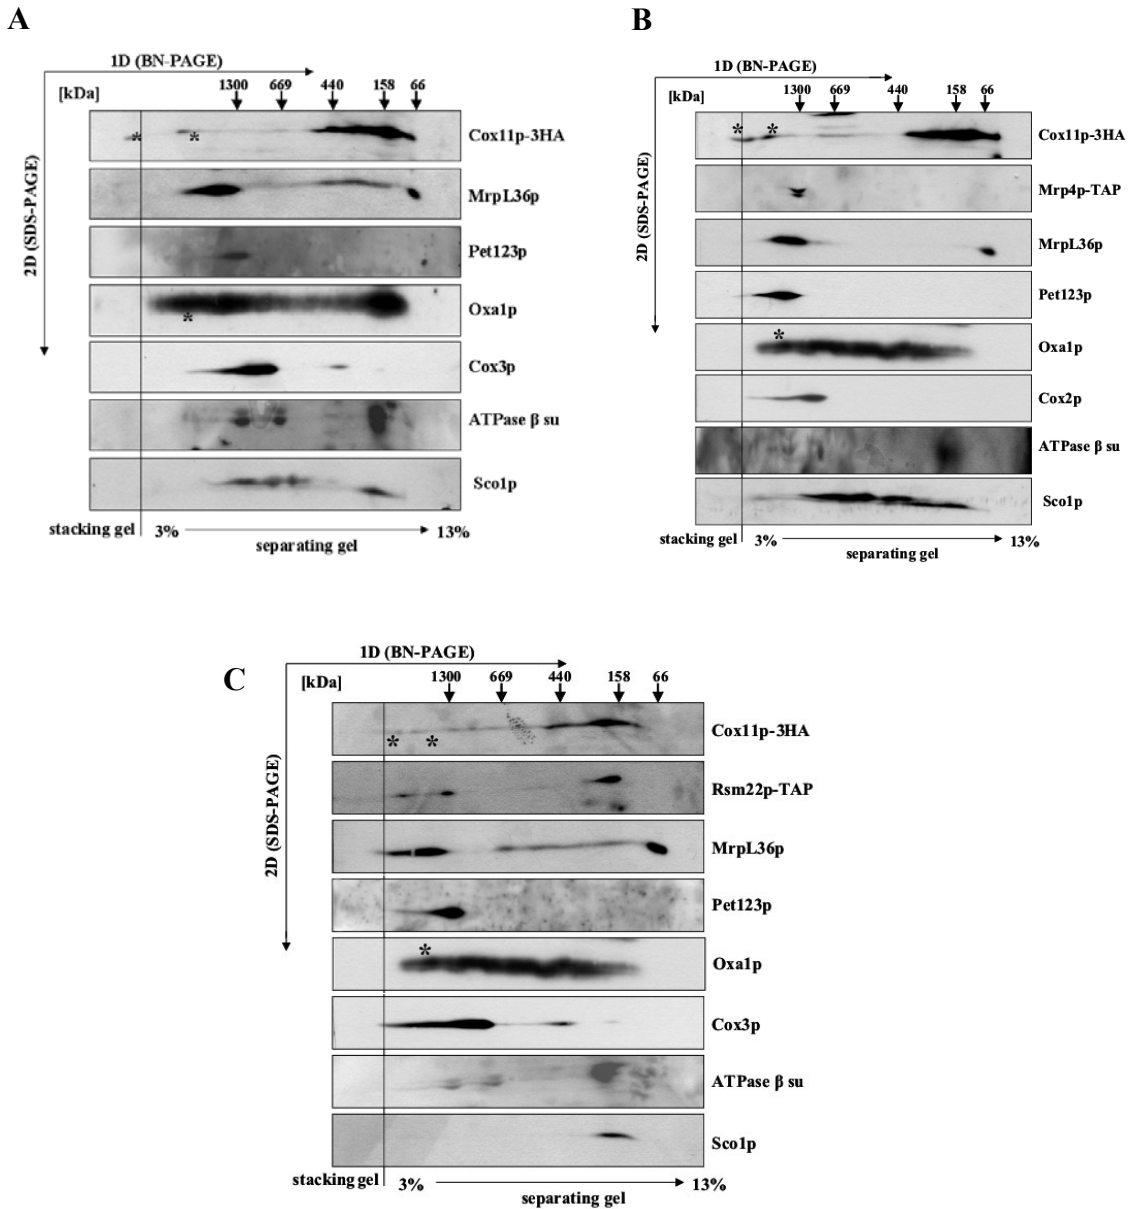 A
1D (BN-PAGE)
[kDa]
1300 669 440 158 66
2D (SDS-PAGE)
* * Cox11p-3HA
MrpL36p
Pet123p
* Oxa1p
Cox3p
ATPase β su
Sco1p
stacking gel 3% 13%
separating gel
B
1D (BN-PAGE)
[kDa]
1300 669 440 158 66
2D (SDS-PAGE)
* * Cox11p-3HA
Mrp4p-TAP
MrpL36p
Pet123p
* Oxa1p
Cox2p
ATPase β su
Sco1p
stacking gel 3% 13%
separating gel
C
1D (BN-PAGE)
[kDa]
1300 669 440 158 66
2D (SDS-PAGE)
* * Cox11p-3HA
Rsm22p-TAP
MrpL36p
Pet123p
* Oxa1p
Cox3p
ATPase β su
Sco1p
stacking gel 3% 13%
separating gel